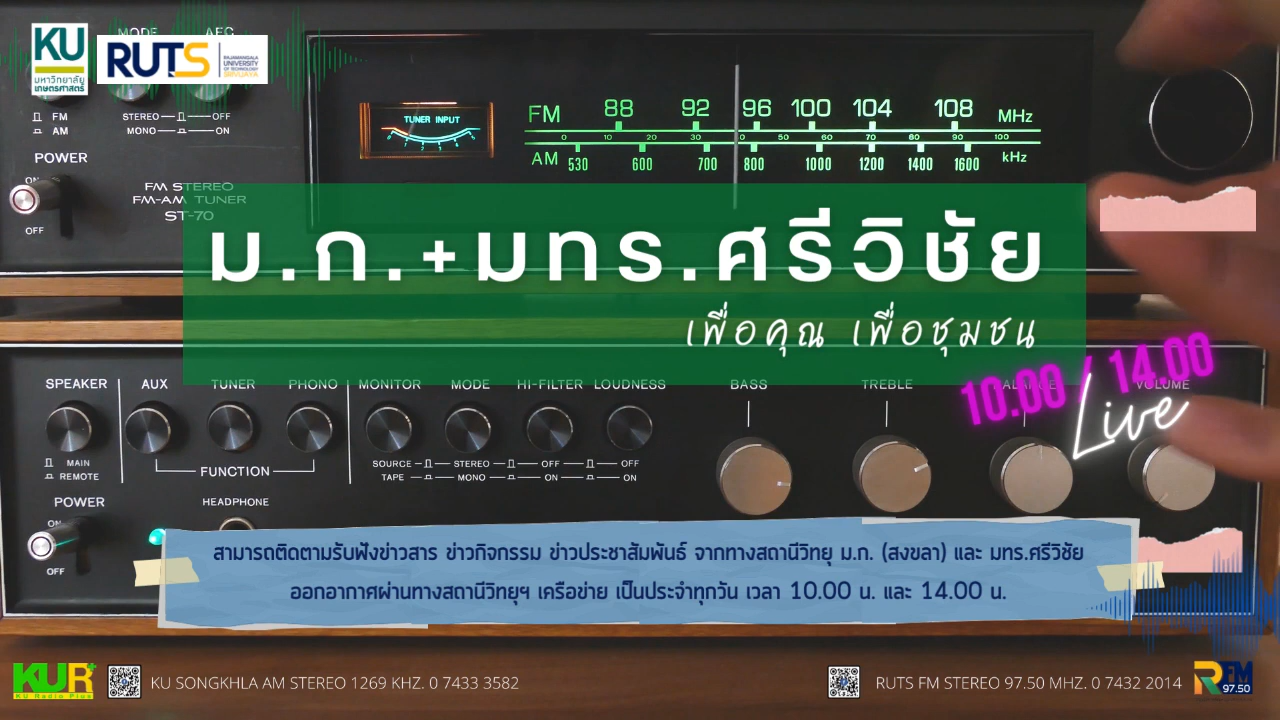 KU
มหาวิทยาลัย
เกษตรศาสตร์
RUTS
RAJAMANGALA
UNIVERSITY
OF TECHNOLOGY
SRIVIJAYA
MODE AFC
FM STEREO OFF
AM MONO ON
POWER
ON
OFF
FM STEREO
FM-AM TUNER
ST-70
TUNER INPUT
FM 88 92 96 100 104 108 MHz
0 10 20 30 50 60 70 80 90 100
AM 530 600 700 800 1000 1200 1400 1600 kHz
ม.ก.+มทร.ศรีวิชัย
เพื่อคุณ เพื่อชุมชน
10.00 / 14.00
Live
SPEAKER AUX TUNER PHONO MONITOR MODE HI-FILTER LOUDNESS BASS TREBLE BALANCE VOLUME
MAIN
REMOTE
FUNCTION
SOURCE STEREO OFF OFF
TAPE MONO ON ON
POWER
ON
OFF
HEADPHONE
สามารถติดตามรับฟังข่าวสาร ข่าวกิจกรรม ข่าวประชาสัมพันธ์ จากทางสถานีวิทยุ ม.ก. (สงขลา) และ มทร.ศรีวิชัย
ออกอากาศผ่านทางสถานีวิทยุฯ เครือข่าย เป็นประจำทุกวัน เวลา 10.00 น. และ 14.00 น.
KUR+
KU Radio Plus
KU SONGKHLA AM STEREO 1269 KHZ. 0 7433 3582
RUTS FM STEREO 97.50 MHZ. 0 7432 2014
R FM
97.50